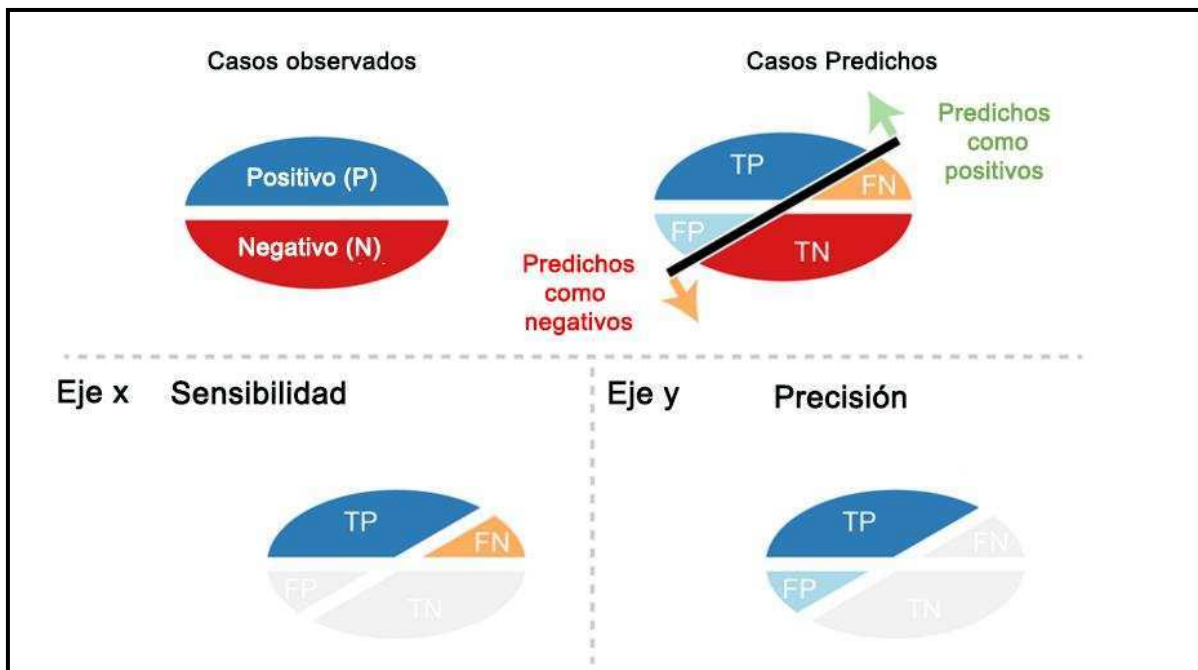 Casos observados
Casos Predichos
Positivo (P)
Negativo (N)
TP
FN
FP
TN
Predichos
como
positivos
Predichos
como
negativos
Eje x Sensibilidad
TP
FN
FP
TN
Eje y Precisión
TP
FN
FP
TN